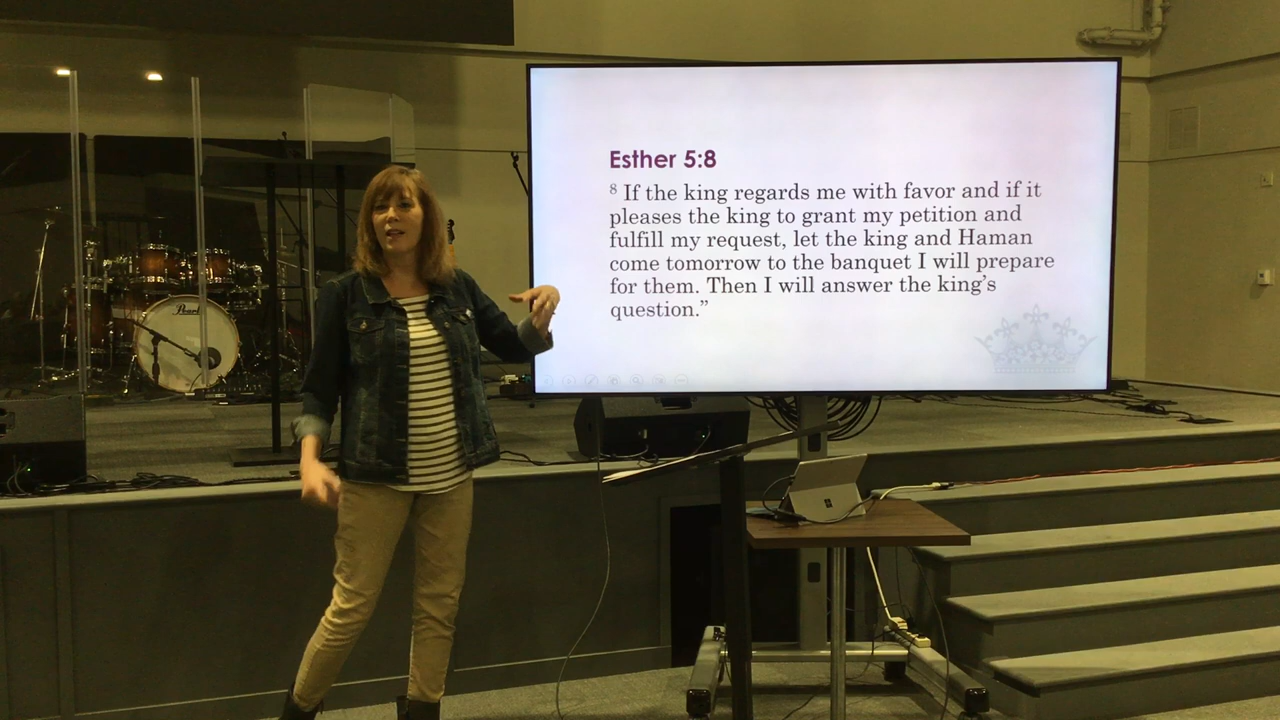 Esther 5:8
8 If the king regards me with favor and if it
pleases the king to grant my petition and
fulfill my request, let the king and Haman
come tomorrow to the banquet I will prepare
for them. Then I will answer the king’s
question.”
Pearl